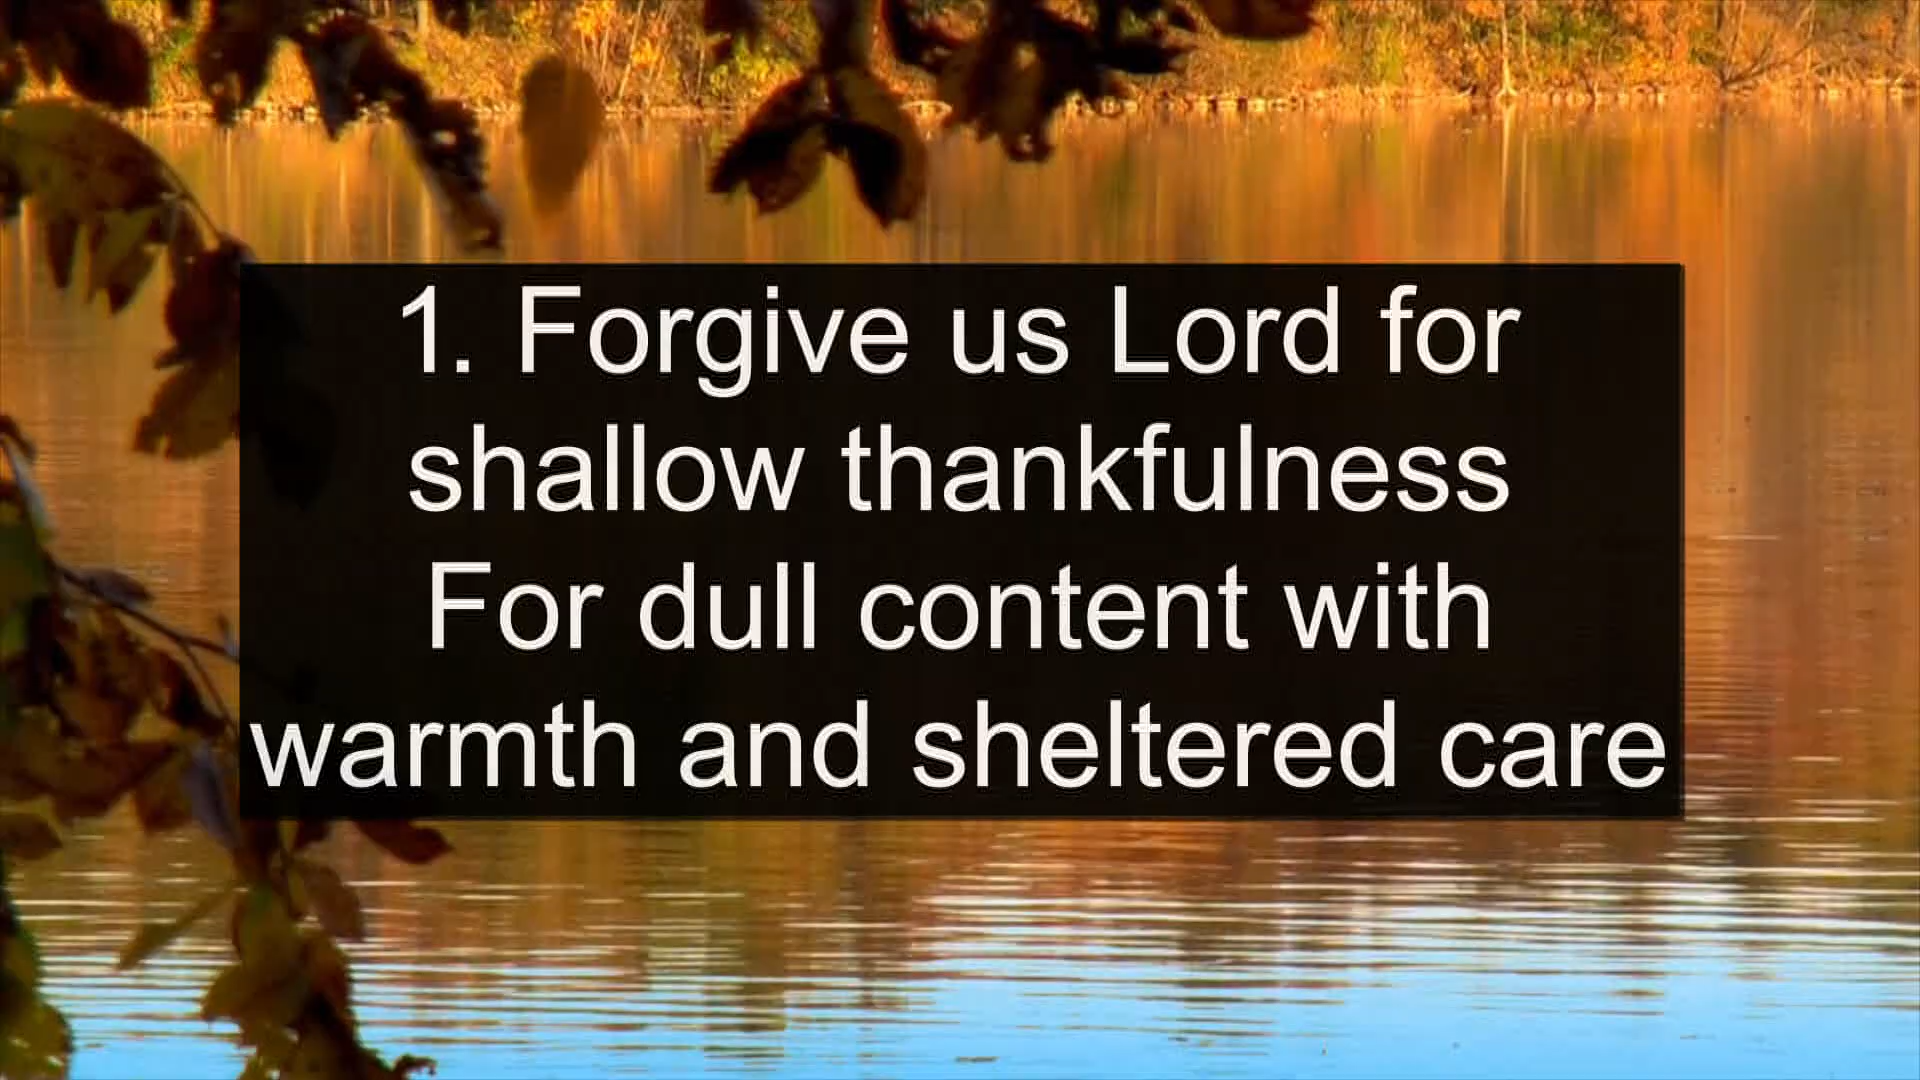 1. Forgive us Lord for
shallow thankfulness
For dull content with
warmth and sheltered care